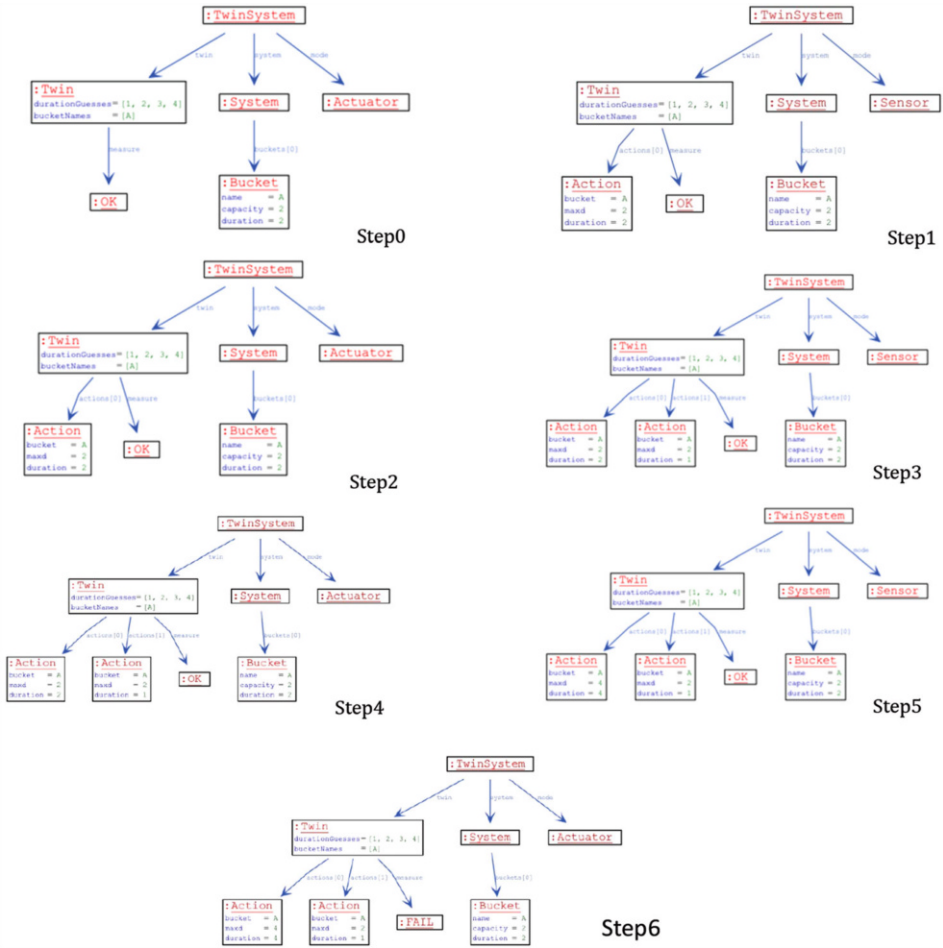 :TwinSystem
twin
system
mode
:Twin
durationGuesses= [1, 2, 3, 4]
bucketNames = [A]
:System
:Actuator
measure
buckets[0]
:OK
:Bucket
name = A
capacity = 2
duration = 2
Step0
:TwinSystem
twin
system
mode
:Twin
durationGuesses= [1, 2, 3, 4]
bucketNames = [A]
:System
:Sensor
actions[0]
measure
buckets[0]
:Action
bucket = A
maxd = 2
duration = 2
:OK
:Bucket
name = A
capacity = 2
duration = 2
Step1
:TwinSystem
twin
system
mode
:Twin
durationGuesses= [1, 2, 3, 4]
bucketNames = [A]
:System
:Actuator
actions[0]
measure
buckets[0]
:Action
bucket = A
maxd = 2
duration = 2
:OK
:Bucket
name = A
capacity = 2
duration = 2
Step2
:TwinSystem
twin
system
mode
:Twin
durationGuesses= [1, 2, 3, 4]
bucketNames = [A]
:System
:Sensor
actions[0]
actions[1]
measure
buckets[0]
:Action
bucket = A
maxd = 2
duration = 2
:Action
bucket = A
maxd = 2
duration = 1
:OK
:Bucket
name = A
capacity = 2
duration = 2
Step3
:TwinSystem
twin
system
mode
:Twin
durationGuesses= [1, 2, 3, 4]
bucketNames = [A]
:System
:Actuator
actions[0]
actions[1]
measure
buckets[0]
:Action
bucket = A
maxd = 2
duration = 2
:Action
bucket = A
maxd = 2
duration = 1
:OK
:Bucket
name = A
capacity = 2
duration = 2
Step4
:TwinSystem
twin
system
mode
:Twin
durationGuesses= [1, 2, 3, 4]
bucketNames = [A]
:System
:Sensor
actions[0]
actions[1]
measure
buckets[0]
:Action
bucket = A
maxd = 4
duration = 4
:Action
bucket = A
maxd = 2
duration = 1
:OK
:Bucket
name = A
capacity = 2
duration = 2
Step5
:TwinSystem
twin
system
mode
:Twin
durationGuesses= [1, 2, 3, 4]
bucketNames = [A]
:System
:Actuator
actions[0]
actions[1]
measure
buckets[0]
:Action
bucket = A
maxd = 4
duration = 4
:Action
bucket = A
maxd = 2
duration = 1
:FAIL
:Bucket
name = A
capacity = 2
duration = 2
Step6